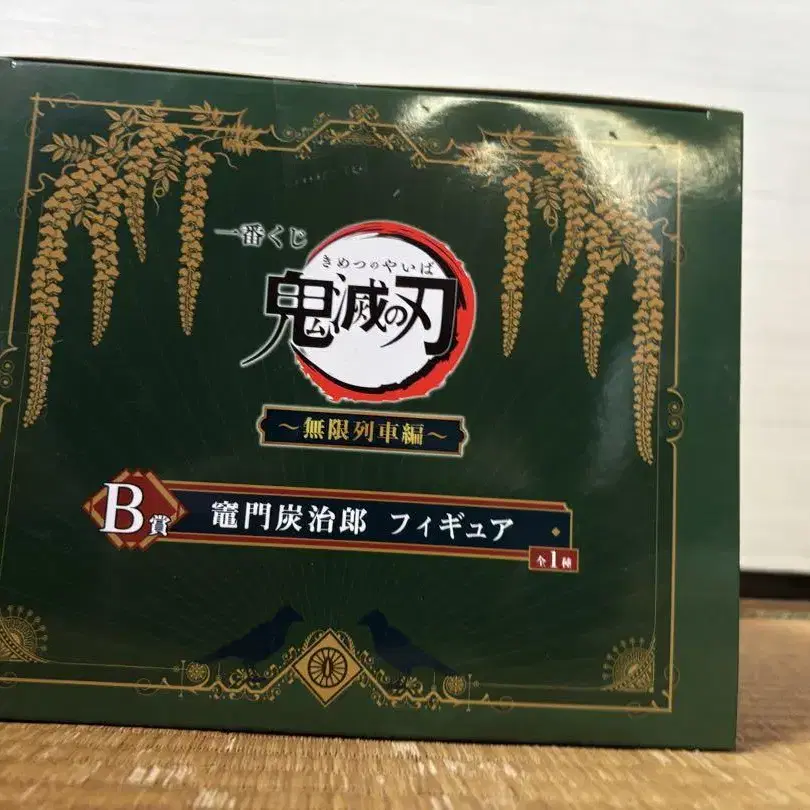 一番くじ
きめつのやいば
鬼滅の刃
〜無限列車編〜
B賞
竈門炭治郎 フィギュア
全1種